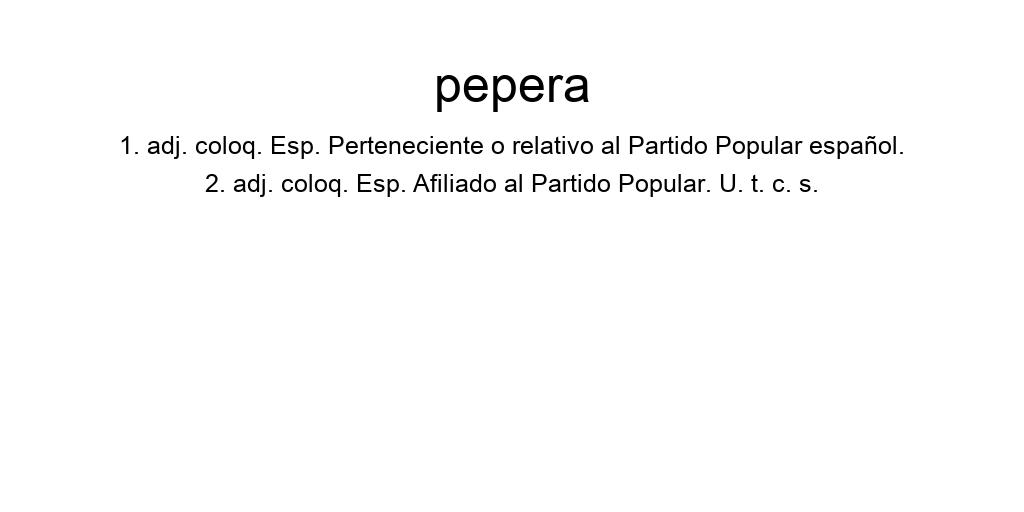 pepera
1. adj. coloq. Esp. Perteneciente o relativo al Partido Popular español.
2. adj. coloq. Esp. Afiliado al Partido Popular. U. t. c. s.